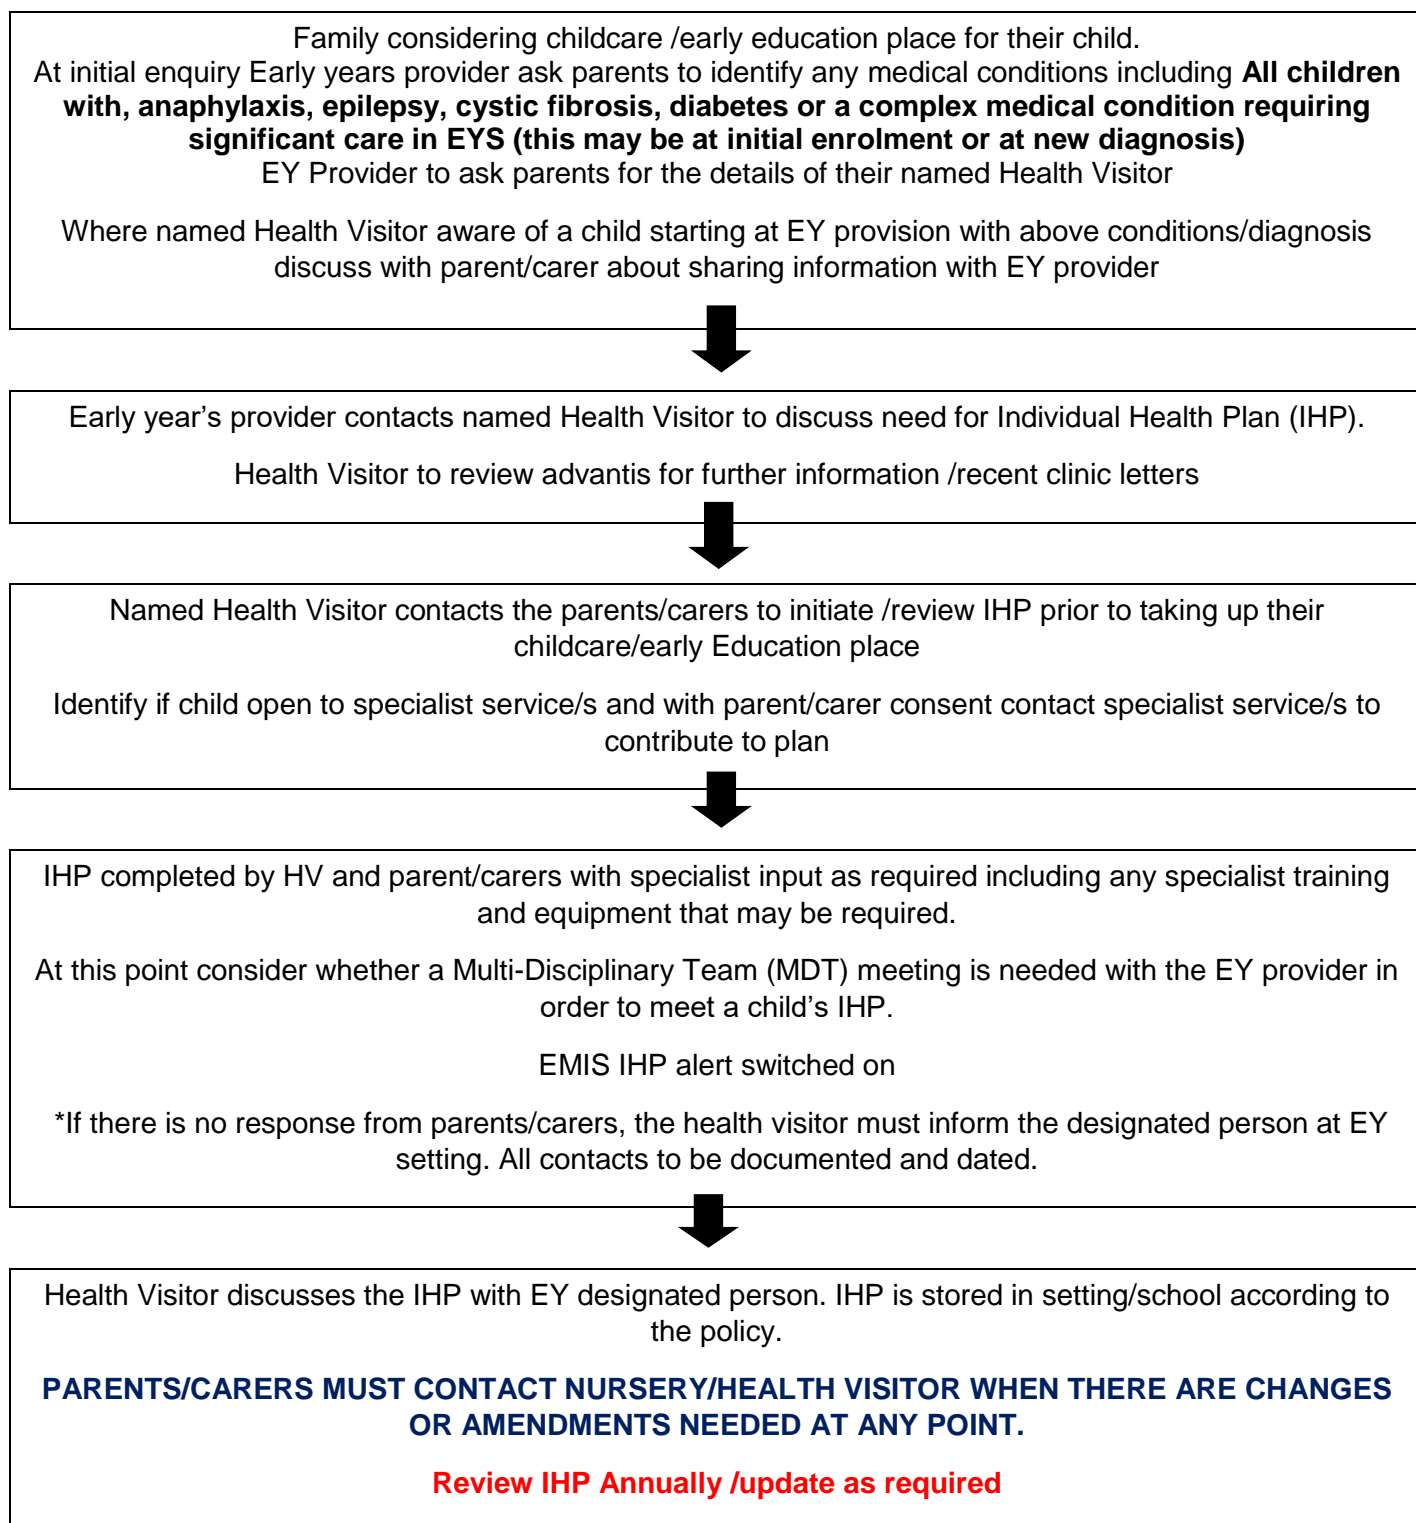 Family considering childcare /early education place for their child.
At initial enquiry Early years provider ask parents to identify any medical conditions including All children
with, anaphylaxis, epilepsy, cystic fibrosis, diabetes or a complex medical condition requiring
significant care in EYS (this may be at initial enrolment or at new diagnosis)
EY Provider to ask parents for the details of their named Health Visitor
Where named Health Visitor aware of a child starting at EY provision with above conditions/diagnosis
discuss with parent/carer about sharing information with EY provider
Early year’s provider contacts named Health Visitor to discuss need for Individual Health Plan (IHP).
Health Visitor to review advantis for further information /recent clinic letters
Named Health Visitor contacts the parents/carers to initiate /review IHP prior to taking up their
childcare/early Education place
Identify if child open to specialist service/s and with parent/carer consent contact specialist service/s to
contribute to plan
IHP completed by HV and parent/carers with specialist input as required including any specialist training
and equipment that may be required.
At this point consider whether a Multi-Disciplinary Team (MDT) meeting is needed with the EY provider in
order to meet a child’s IHP.
EMIS IHP alert switched on
*If there is no response from parents/carers, the health visitor must inform the designated person at EY
setting. All contacts to be documented and dated.
Health Visitor discusses the IHP with EY designated person. IHP is stored in setting/school according to
the policy.
PARENTS/CARERS MUST CONTACT NURSERY/HEALTH VISITOR WHEN THERE ARE CHANGES
OR AMENDMENTS NEEDED AT ANY POINT.
Review IHP Annually /update as required